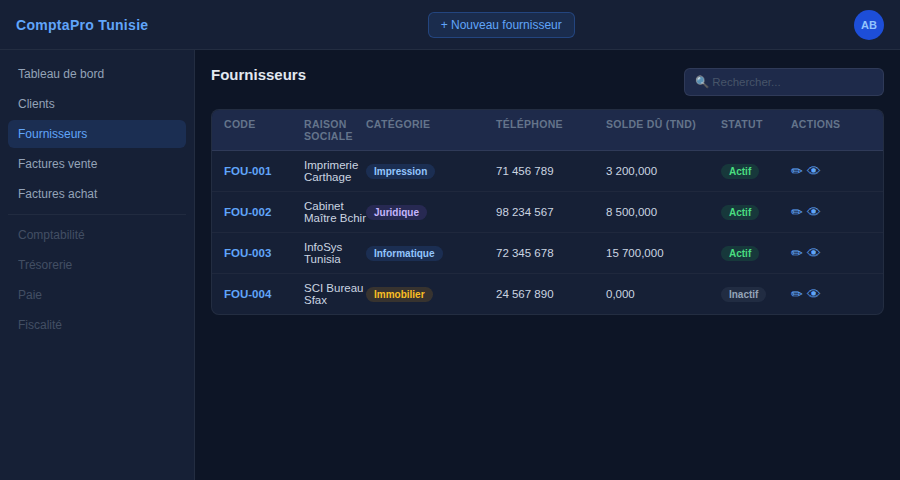 ComptaPro Tunisie
+ Nouveau fournisseur
AB
Tableau de bord
Clients
Fournisseurs
Factures vente
Factures achat
Comptabilité
Trésorerie
Paie
Fiscalité
Fournisseurs
Rechercher...
CODE RAISON SOCIALE CATÉGORIE TÉLÉPHONE SOLDE DÛ (TND) STATUT ACTIONS
FOU-001 Imprimerie Carthage Impression 71 456 789 3 200,000 Actif
FOU-002 Cabinet Maître Bchir Juridique 98 234 567 8 500,000 Actif
FOU-003 InfoSys Tunisia Informatique 72 345 678 15 700,000 Actif
FOU-004 SCI Bureau Sfax Immobilier 24 567 890 0,000 Inactif